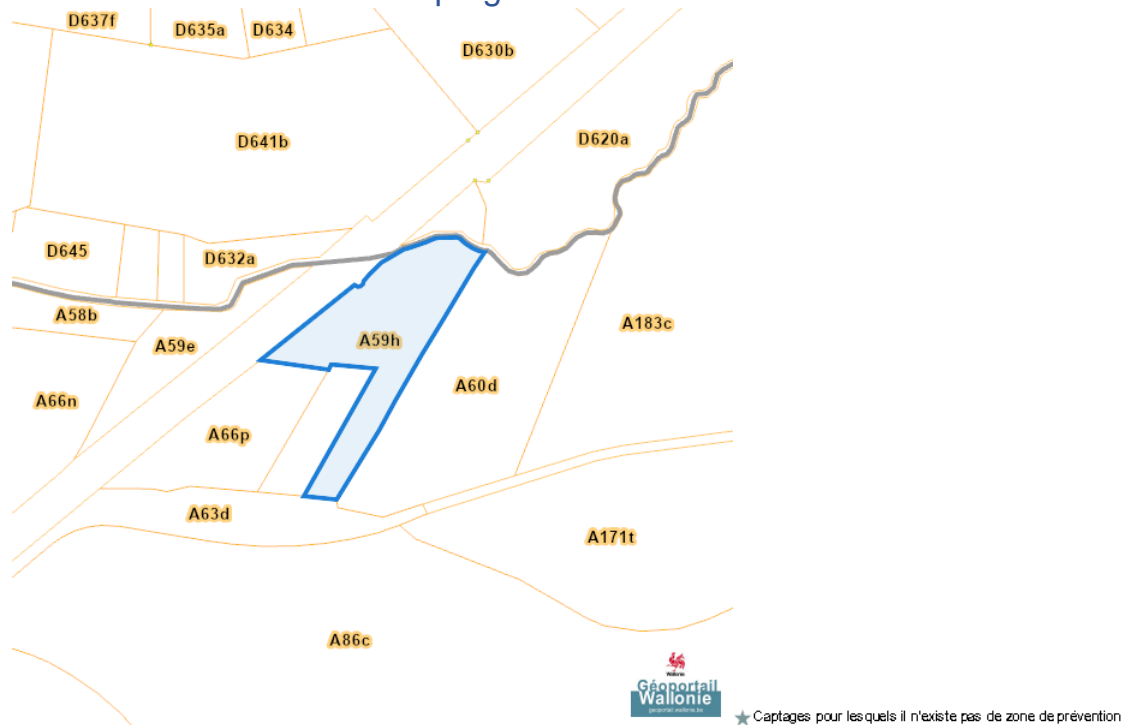 D637f
D635a
D634
D630b
D641b
D620a
D645
D632a
A58b
A59e
A59h
A183c
A60d
A66n
A66p
A63d
A171t
A86c
Wallonie
Géoportail
Wallonie
geoportail.wallonie.be
Captages pour lesquels il n'existe pas de zone de prévention